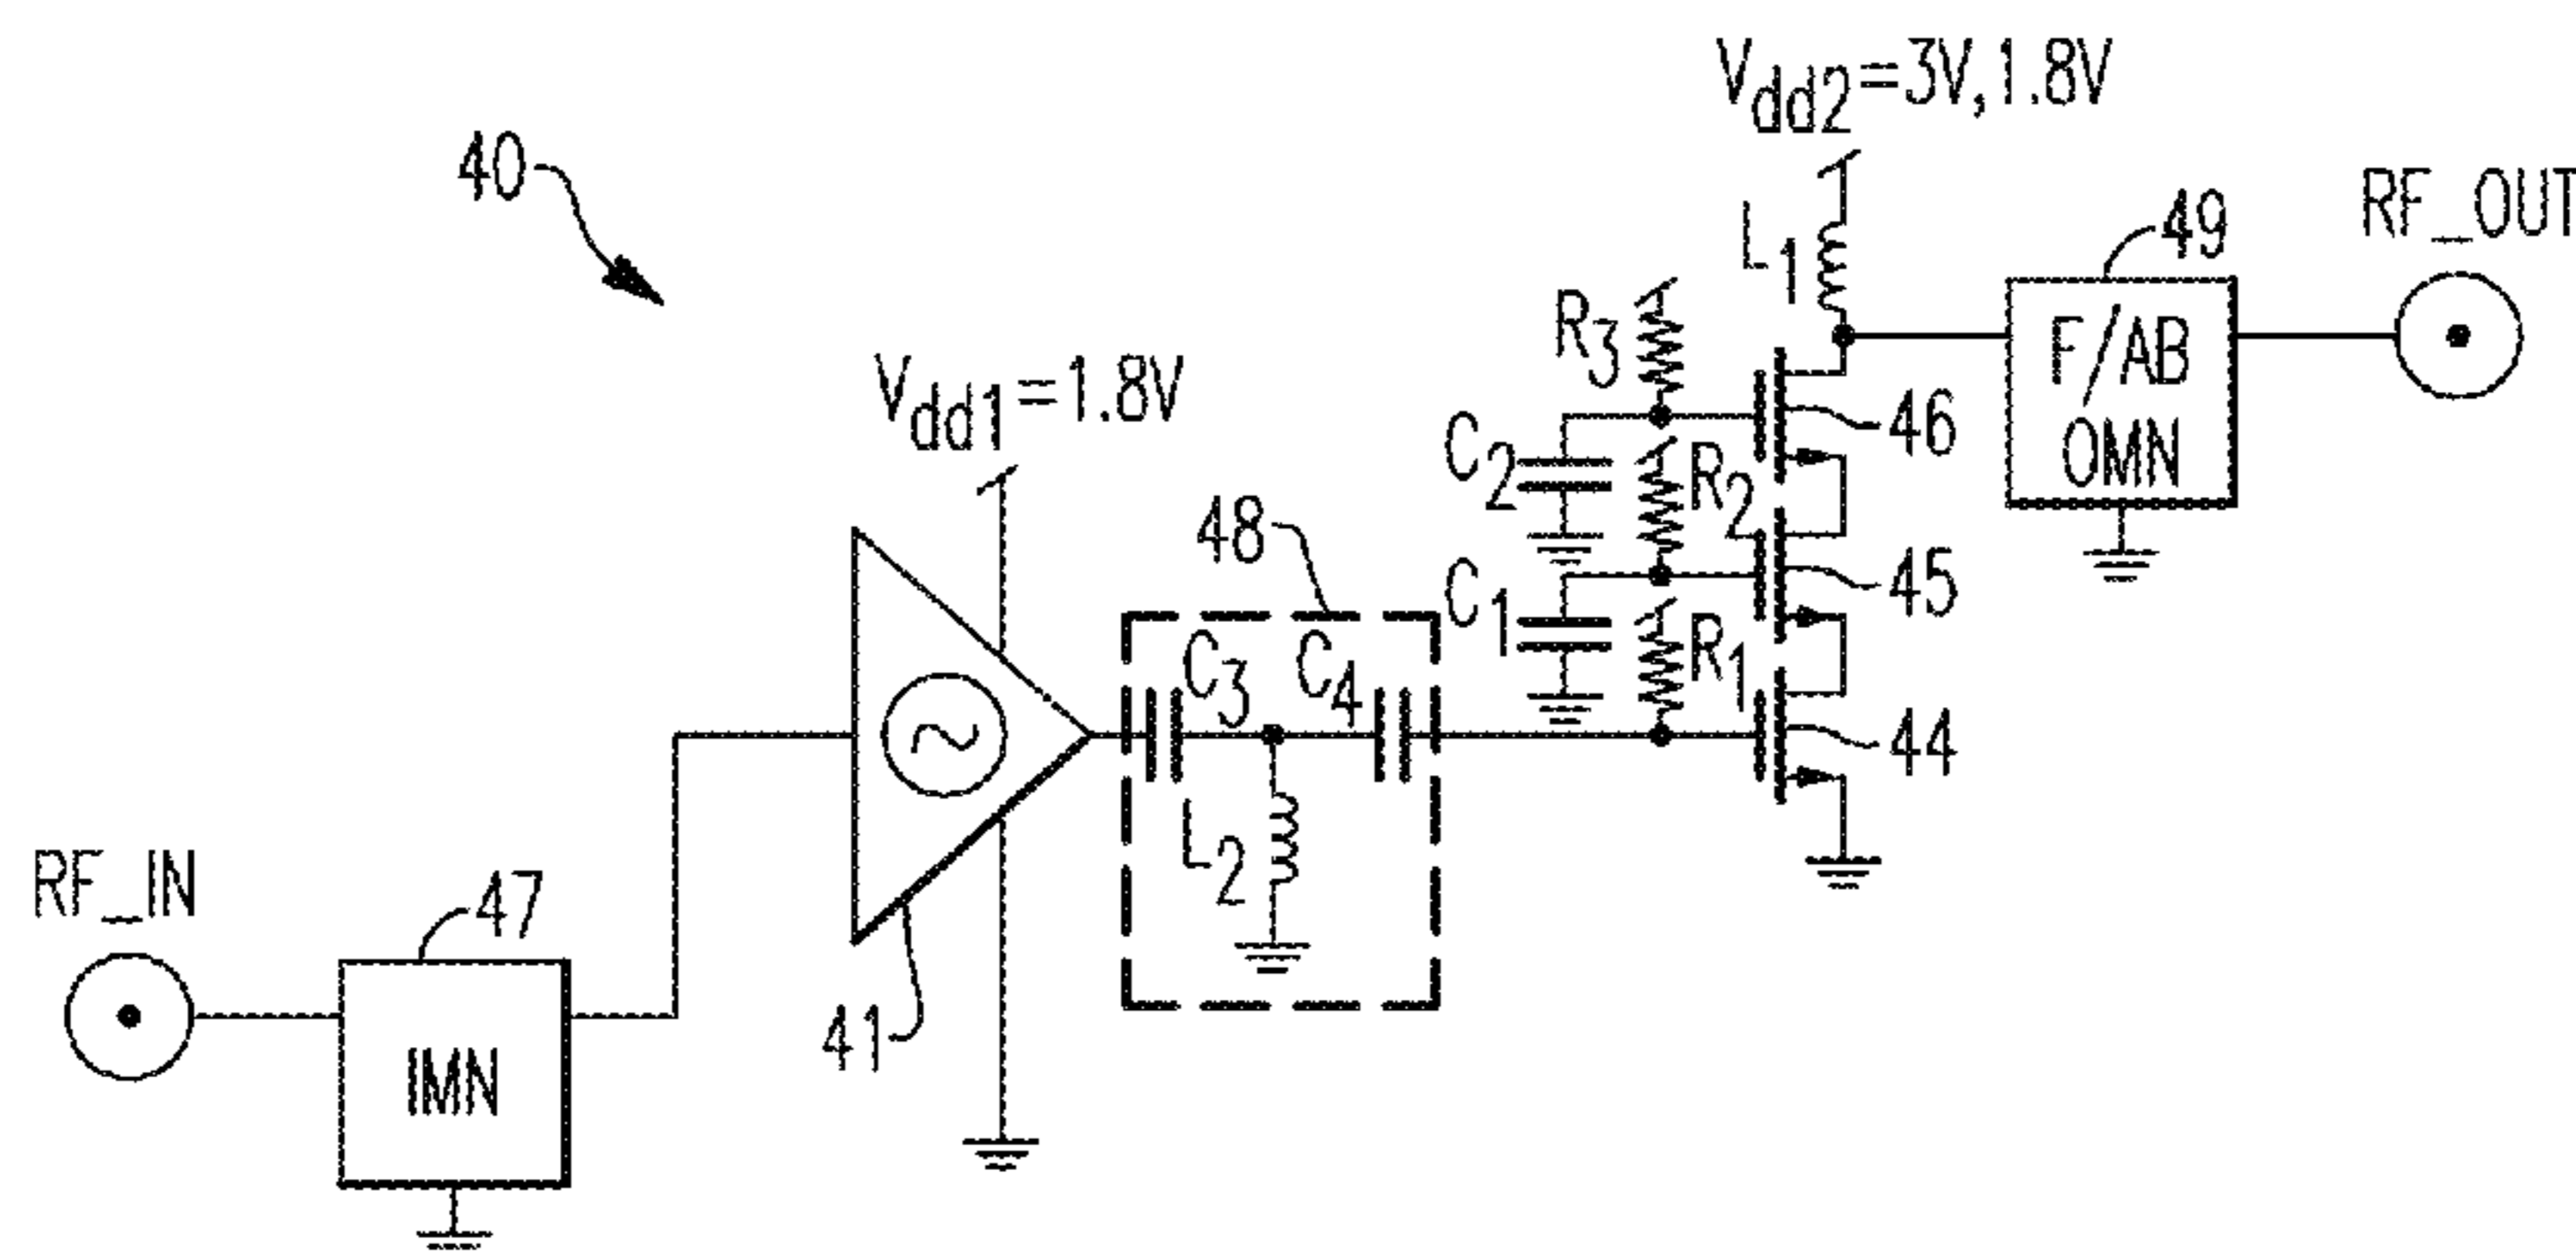 40
Vdd2=3V,1.8V
RF_OUT
49
L1
F/AB
OMN
R3
46
C2
R2
45
C1
R1
44
Vdd1=1.8V
48
C3
C4
L2
41
RF_IN
47
IMN